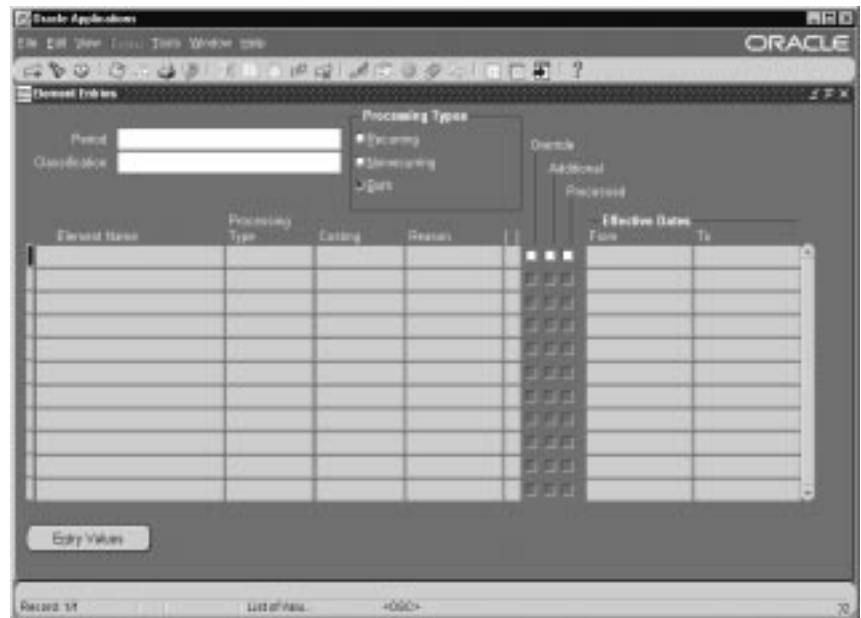 Oracle Applications
File Edit View Tools Window Help
ORACLE
?
Element Entries
Processing Types
Period
Classification
Recurring
Nonrecurring
Both
Override
Additional
Processed
Effective Dates
Element Name
Processing Type
Costing
Reason
[ ]
From
To
Entry Values
Record: 1/1
List of Valu...
<OSC>